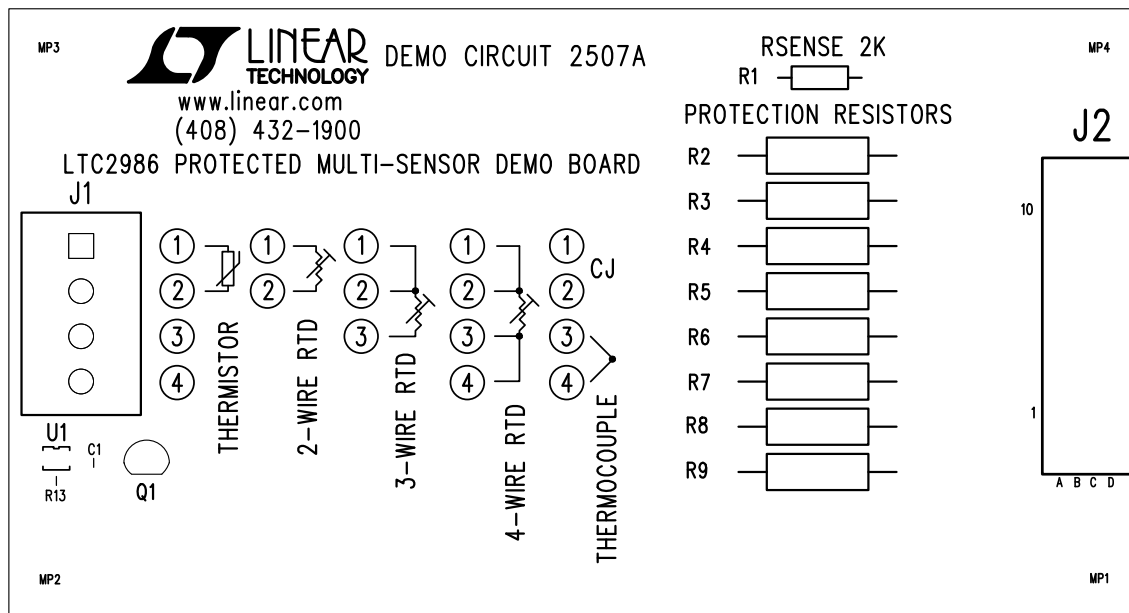 MP3
LINEAR
TECHNOLOGY
DEMO CIRCUIT 2507A
www.linear.com
(408) 432-1900
LTC2986 PROTECTED MULTI-SENSOR DEMO BOARD
RSENSE 2K
R1
PROTECTION RESISTORS
MP4
J2
R2
R3
R4
R5
R6
R7
R8
R9
10
1
A B C D
J1
1
2
3
4
THERMISTOR
1
2
2-WIRE RTD
1
2
3
3-WIRE RTD
1
2
3
4
4-WIRE RTD
1
2
CJ
3
4
THERMOCOUPLE
U1
C1
R13
Q1
MP2
MP1